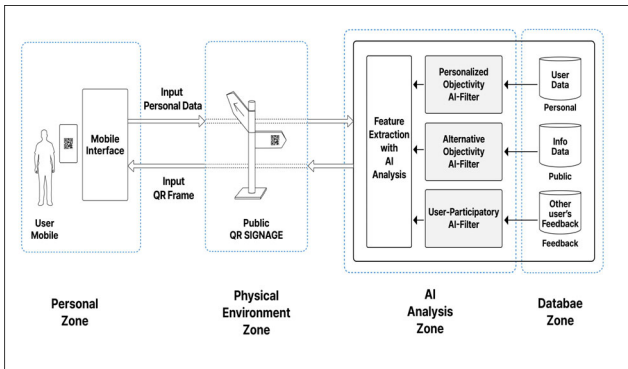 Input
Personal Data
Mobile
Interface
User
Mobile
Input
QR Frame
Public
QR SIGNAGE
Feature
Extraction
with
AI
Analysis
Personalized
Objectivity
AI-Filter
Alternative
Objectivity
AI-Filter
User-Participatory
AI-Filter
User
Data
Personal
Info
Data
Public
Other
user's
Feedback
Feedback
Personal
Zone
Physical
Environment
Zone
AI
Analysis
Zone
Databae
Zone